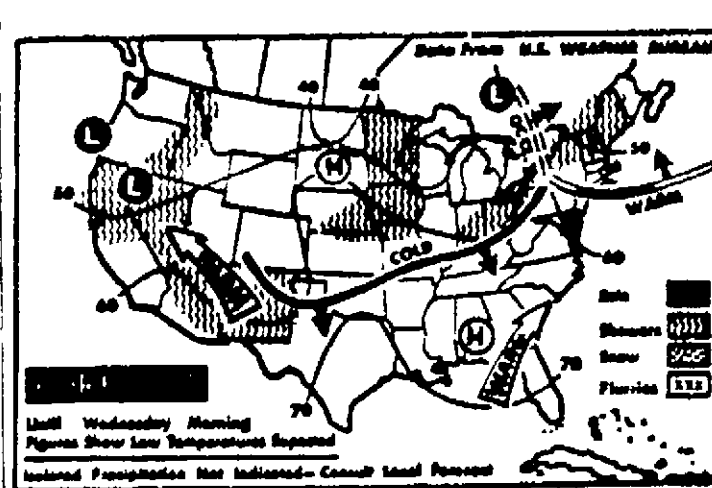 Data From U.S. WEATHER BUREAU
40 40
L
L
L
H
50
50
COLD
WARM
WARM
60
60
Rain
Showers
Snow
Flurries
H
WARM
70
70
Until Wednesday Morning
Figures Show Low Temperatures Expected
Isolated Precipitation Not Indicated—Consult Local Forecast